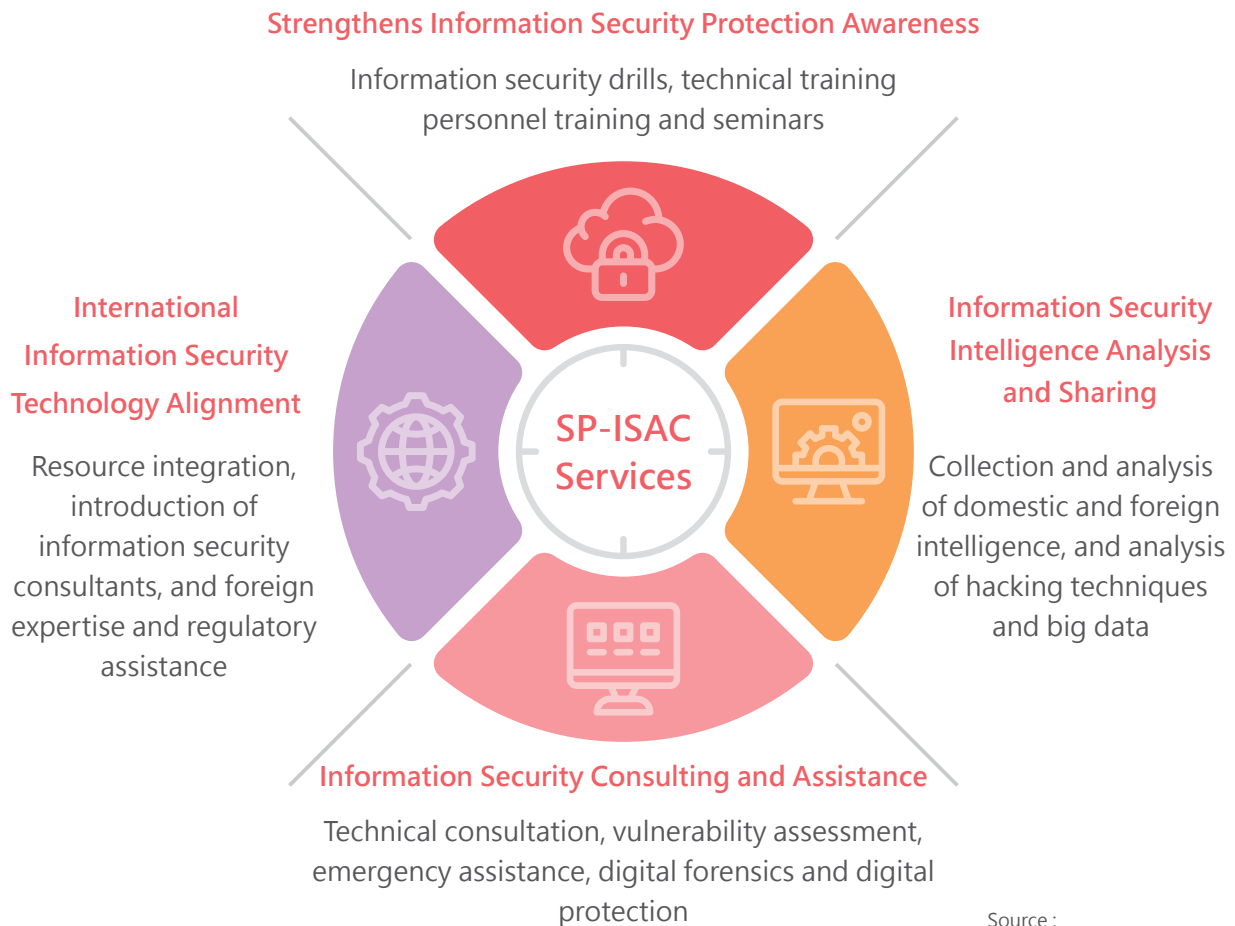 Strengthens Information Security Protection Awareness
Information security drills, technical training
personnel training and seminars
International
Information Security
Technology Alignment
Resource integration,
introduction of
information security
consultants, and foreign
expertise and regulatory
assistance
SP-ISAC
Services
Information Security
Intelligence Analysis
and Sharing
Collection and analysis
of domestic and foreign
intelligence, and analysis
of hacking techniques
and big data
Information Security Consulting and Assistance
Technical consultation, vulnerability assessment,
emergency assistance, digital forensics and digital
protection
Source :